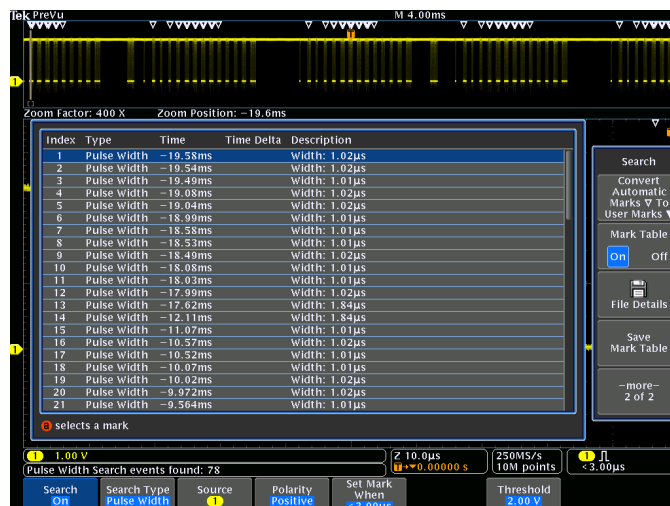 Tek PreVu M 4.00ms
T
1
Zoom Factor: 400 X Zoom Position: −19.6ms
Index Type Time Time Delta Description
1 Pulse Width −19.58ms Width: 1.02µs
2 Pulse Width −19.54ms Width: 1.02µs
3 Pulse Width −19.49ms Width: 1.01µs
4 Pulse Width −19.08ms Width: 1.02µs
5 Pulse Width −19.04ms Width: 1.02µs
6 Pulse Width −18.99ms Width: 1.01µs
7 Pulse Width −18.58ms Width: 1.01µs
8 Pulse Width −18.53ms Width: 1.01µs
9 Pulse Width −18.49ms Width: 1.02µs
10 Pulse Width −18.08ms Width: 1.01µs
11 Pulse Width −18.03ms Width: 1.01µs
12 Pulse Width −17.99ms Width: 1.02µs
13 Pulse Width −17.62ms Width: 1.84µs
14 Pulse Width −12.11ms Width: 1.84µs
15 Pulse Width −11.07ms Width: 1.01µs
16 Pulse Width −10.57ms Width: 1.02µs
17 Pulse Width −10.52ms Width: 1.01µs
18 Pulse Width −10.07ms Width: 1.01µs
19 Pulse Width −10.02ms Width: 1.02µs
20 Pulse Width −9.972ms Width: 1.02µs
21 Pulse Width −9.564ms Width: 1.01µs
a selects a mark
Search
Convert
Automatic
Marks ∇ To
User Marks ▼
Mark Table
On Off
File Details
Save
Mark Table
−more−
2 of 2
1
1 1.00 V
Pulse Width Search events found: 78
Z 10.0µs
T→▼0.00000 s
250MS/s
10M points
1
<3.00µs
Search
On
Search Type
Pulse Width
Source
1
Polarity
Positive
Set Mark
When
<3.00µs
Threshold
2.00 V